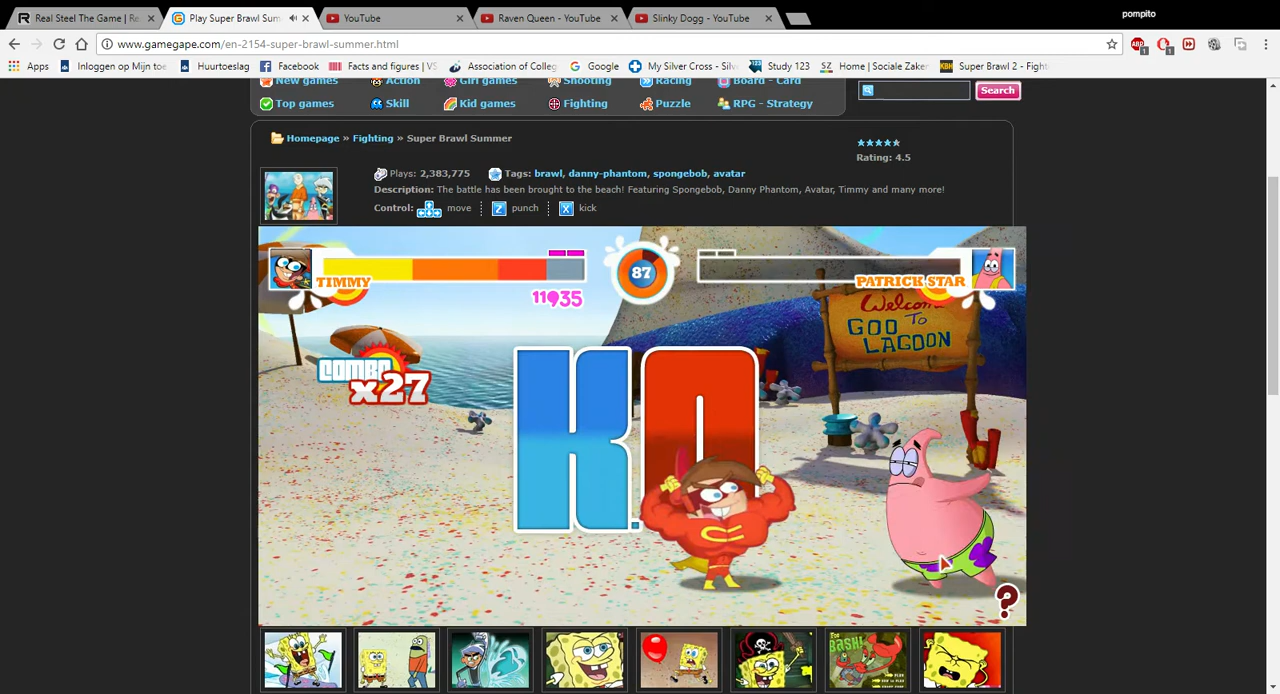 pompito
Real Steel The Game | Re
Play Super Brawl Sum
YouTube
Raven Queen - YouTube
Slinky Dogg - YouTube
www.gamegape.com/en-2154-super-brawl-summer.html
Apps
Inloggen op Mijn toe
Huurtoeslag
Facebook
Facts and figures | VS
Association of Colleg
Google
My Silver Cross - Silv
Study 123
Home | Sociale Zaken
Super Brawl 2 - Fight
New games
Action
Girl games
Shooting
Racing
Board - Card
Top games
Skill
Kid games
Fighting
Puzzle
RPG - Strategy
Search
Homepage » Fighting » Super Brawl Summer
Rating: 4.5
Plays: 2,383,775
Tags: brawl, danny-phantom, spongebob, avatar
Description: The battle has been brought to the beach! Featuring Spongebob, Danny Phantom, Avatar, Timmy and many more!
Control: move Z punch X kick
TIMMY
87
PATRICK STAR
11935
WELCOME
TO
GOO
LAGOON
COMBO
x27
K.O
?
BASH!